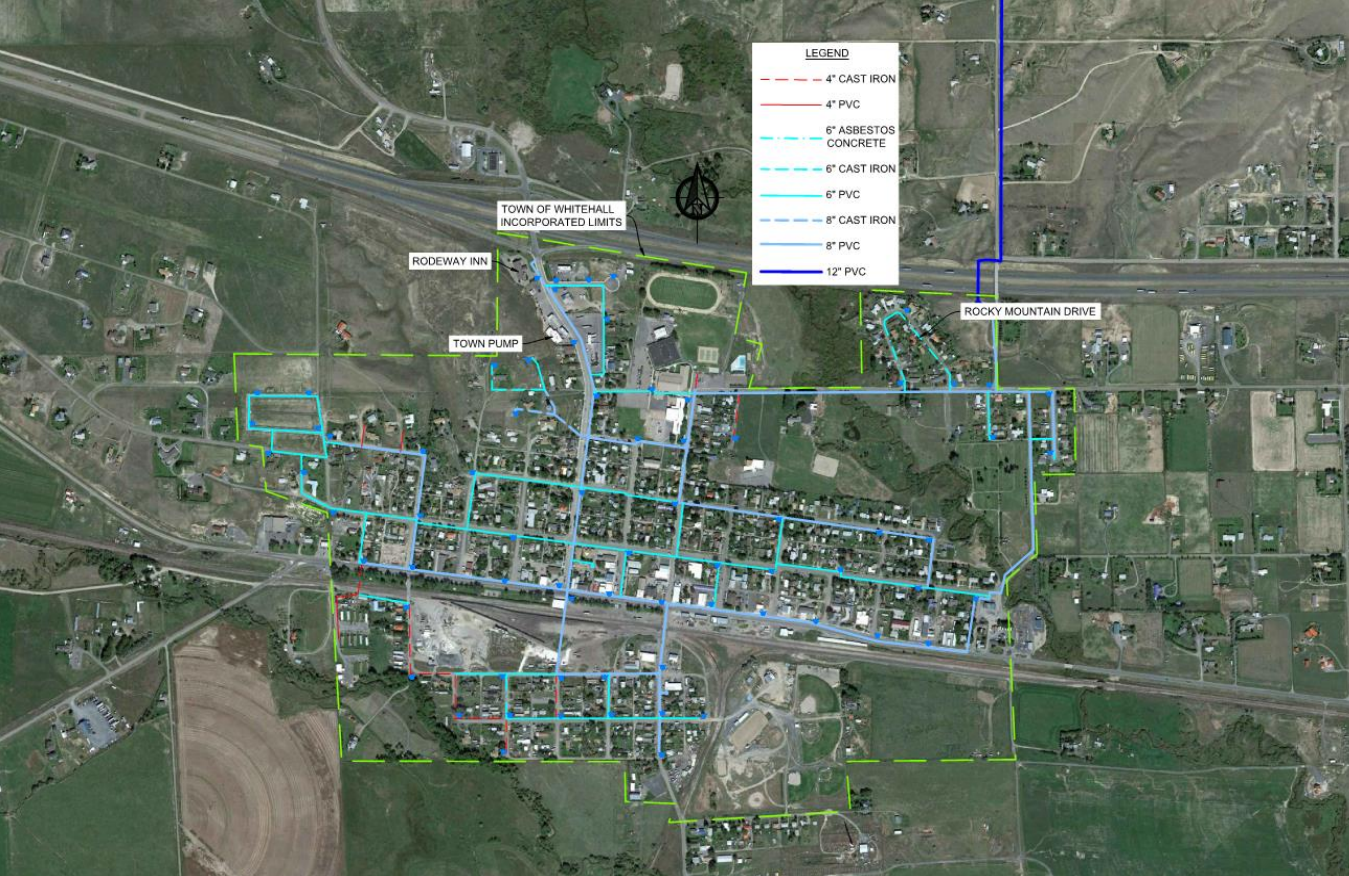 LEGEND
4" CAST IRON
4" PVC
6" ASBESTOS
CONCRETE
6" CAST IRON
6" PVC
8" CAST IRON
8" PVC
12" PVC
TOWN OF WHITEHALL
INCORPORATED LIMITS
RODEWAY INN
ROCKY MOUNTAIN DRIVE
TOWN PUMP